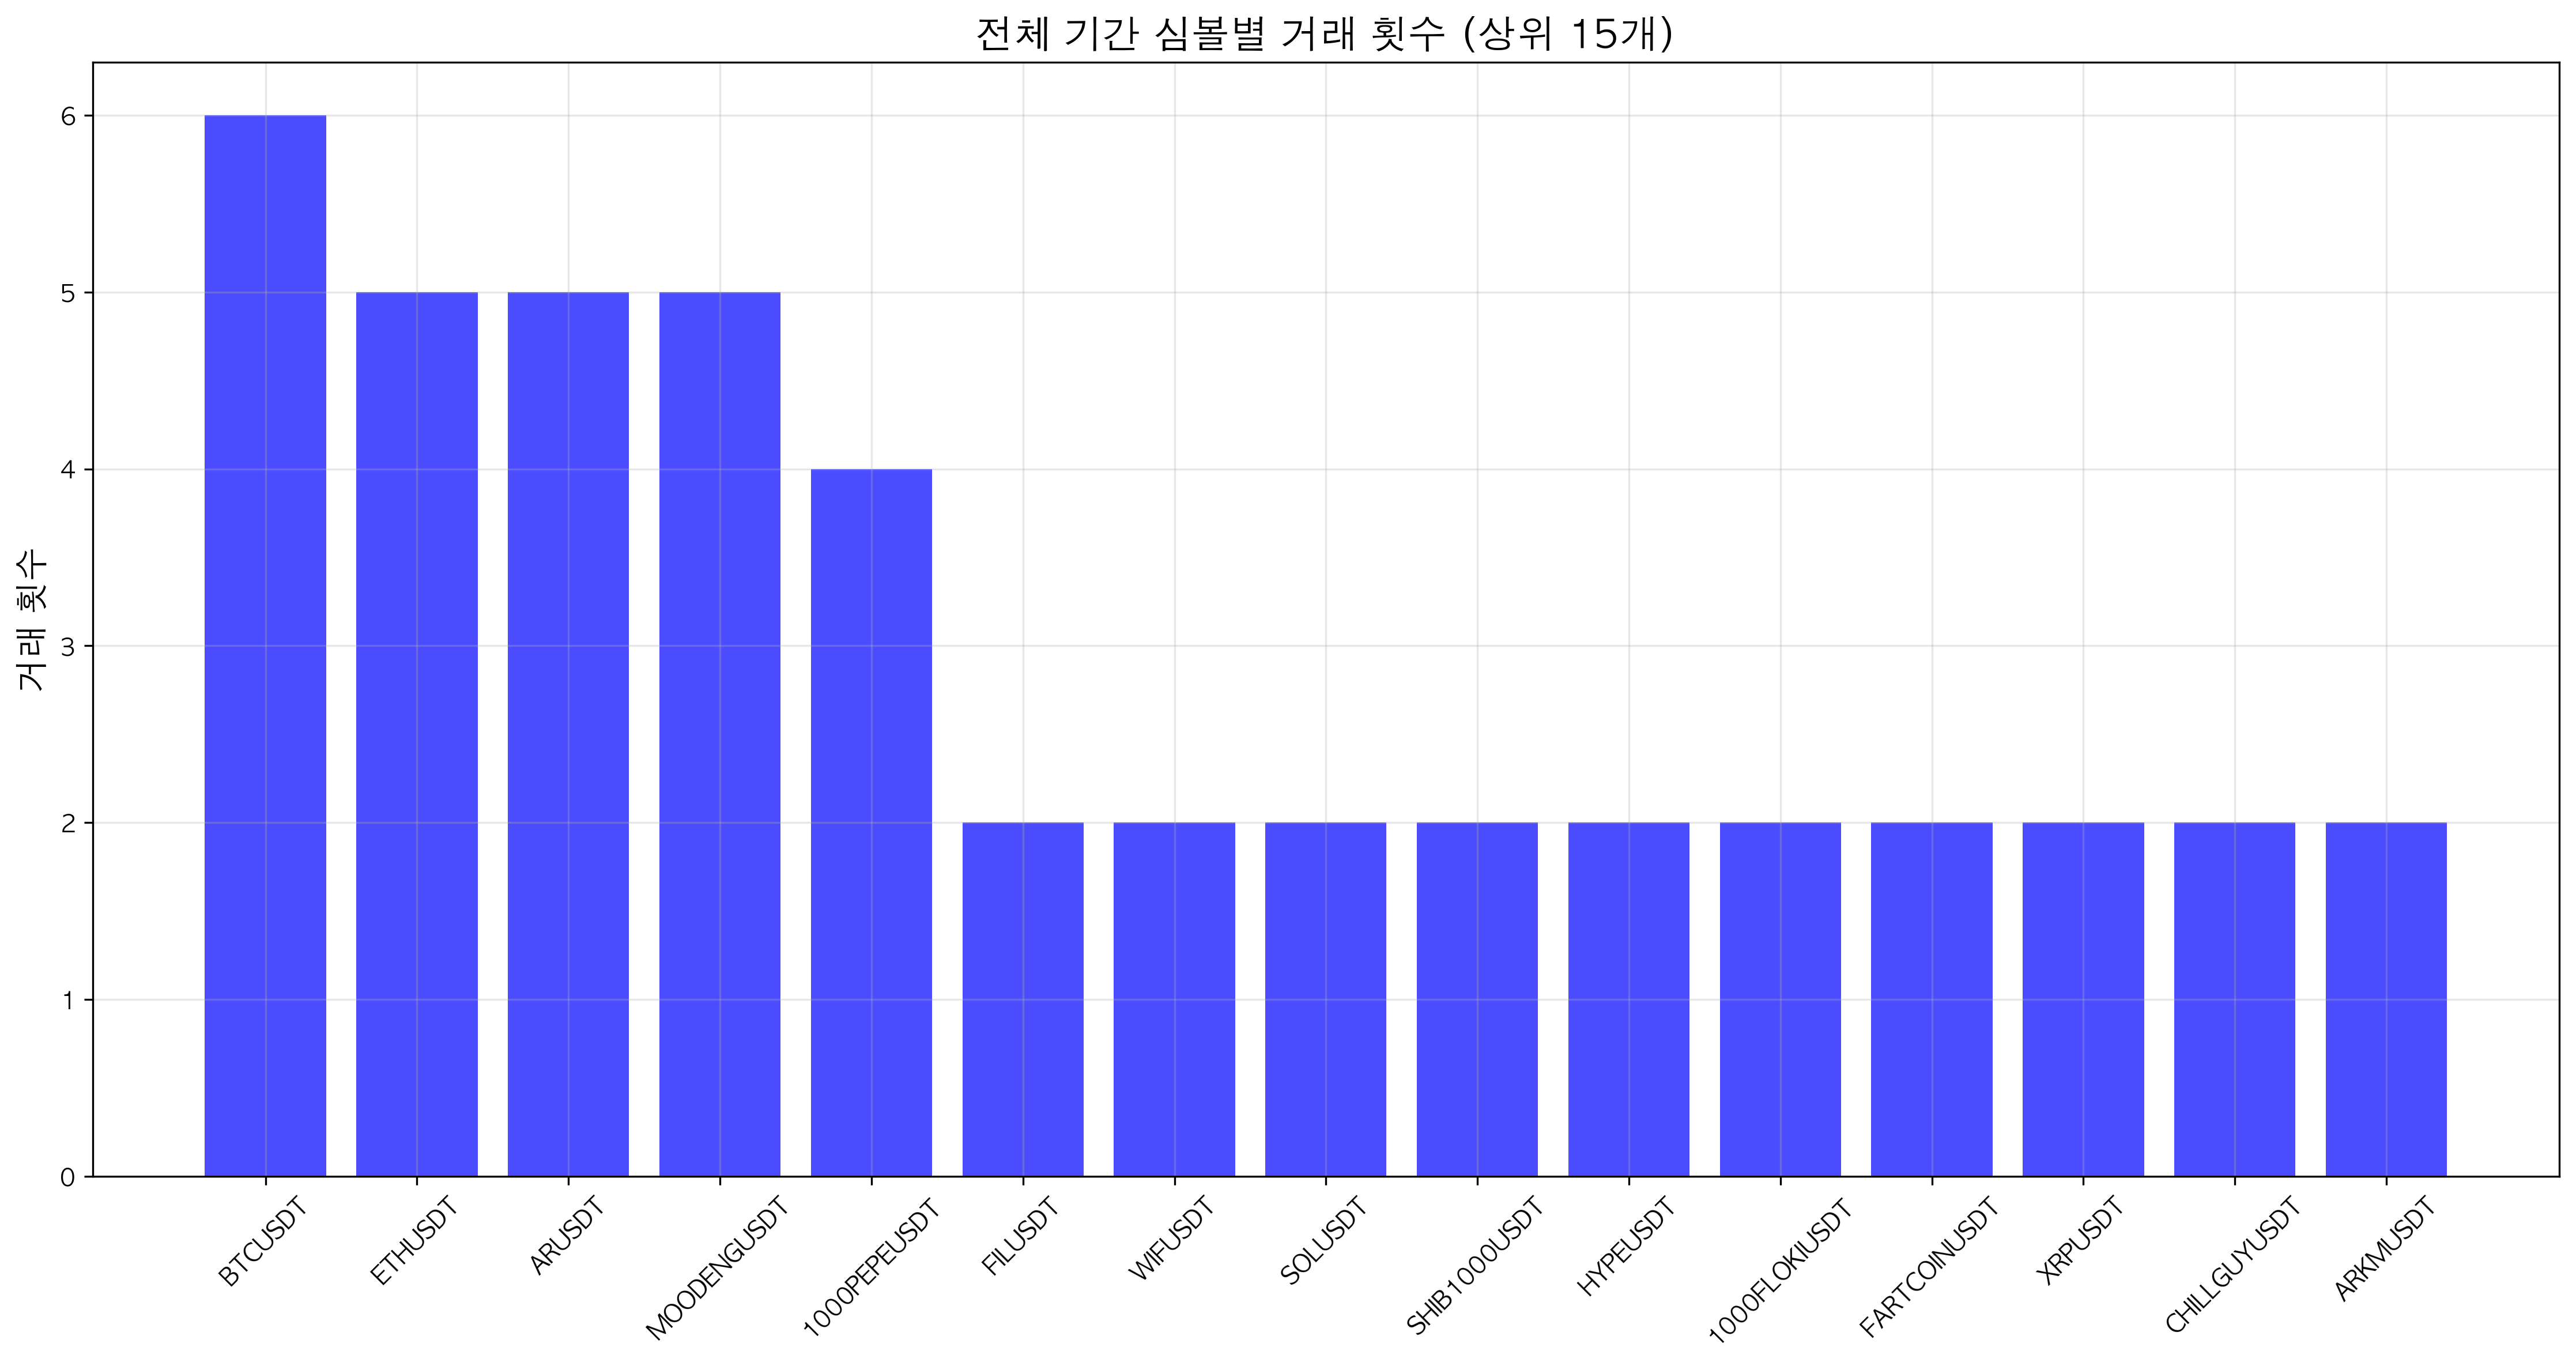 전체 기간 심볼별 거래 횟수 (상위 15개)
거래 횟수
6
5
4
3
2
1
0
BTCUSDT
ETHUSDT
ARUSDT
MOODENGUSDT
1000PEPEUSDT
FILUSDT
WIFUSDT
SOLUSDT
SHIB1000USDT
HYPEUSDT
1000FLOKIUSDT
FARTCOINUSDT
XRPUSDT
CHILLGUYUSDT
ARKMUSDT